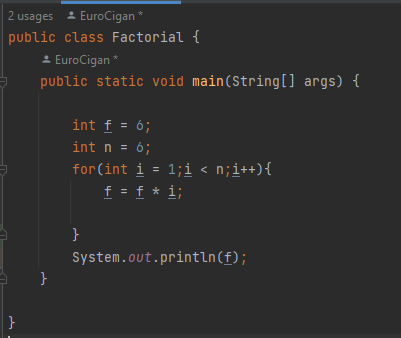 2 usages EuroCigan *
public class Factorial {
EuroCigan *
public static void main(String[] args) {
int f = 6;
int n = 6;
for(int i = 1;i < n;i++){
f = f * i;
}
System.out.println(f);
}
}